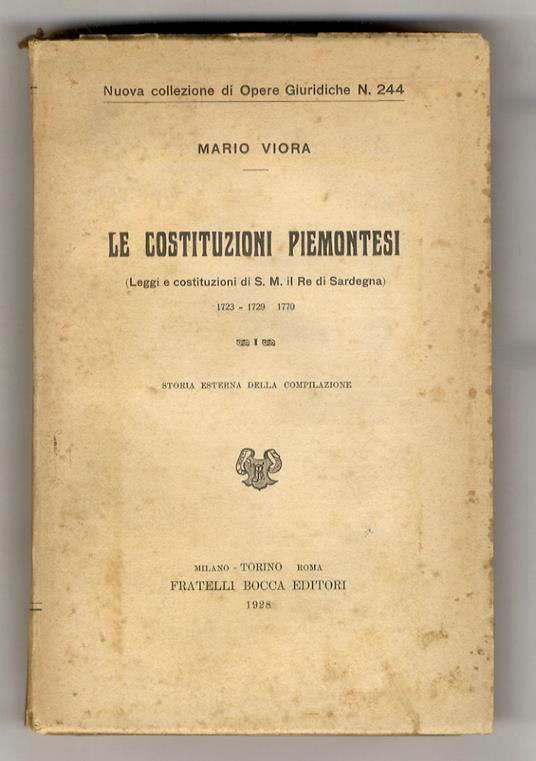 Nuova collezione di Opere Giuridiche N. 244
MARIO VIORA
LE COSTITUZIONI PIEMONTESI
(Leggi e costituzioni di S. M. il Re di Sardegna)
1723 - 1729 1770
I
STORIA ESTERNA DELLA COMPILAZIONE
MILANO - TORINO ROMA
FRATELLI BOCCA EDITORI
1928